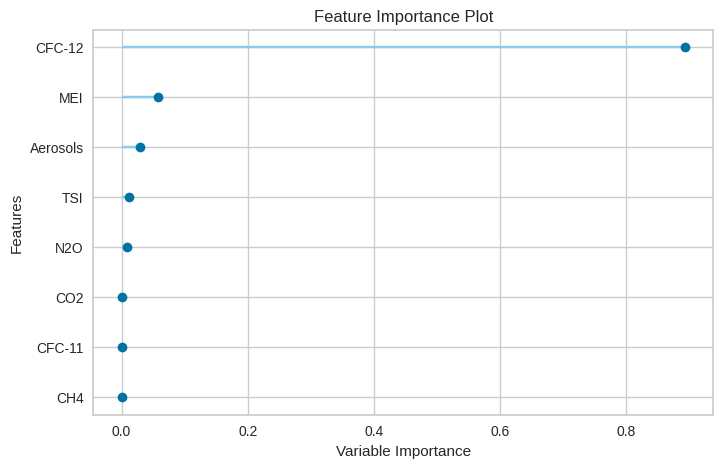 Feature Importance Plot
CFC-12
MEI
Aerosols
TSI
N2O
CO2
CFC-11
CH4
Features
0.0 0.2 0.4 0.6 0.8
Variable Importance